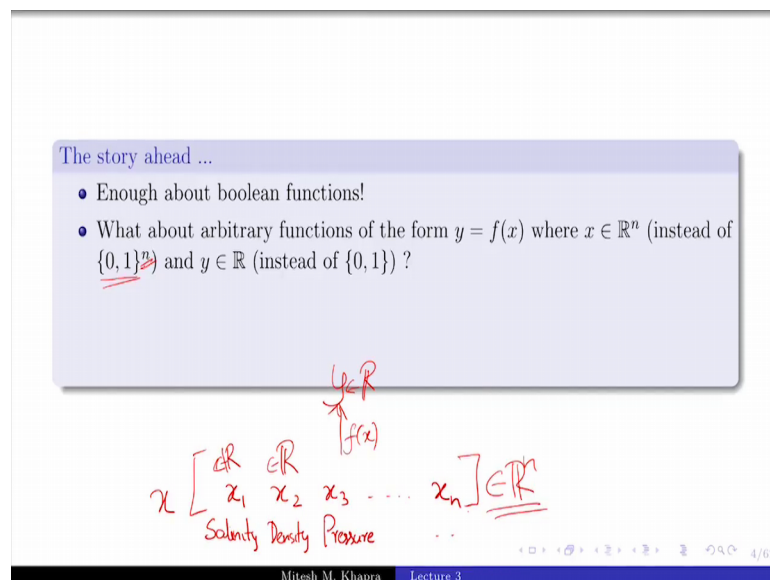 The story ahead ...
• Enough about boolean functions!
• What about arbitrary functions of the form y = f(x) where x ∈ ℝⁿ (instead of
{0, 1}ⁿ) and y ∈ ℝ (instead of {0, 1}) ?
y ∈ ℝ
f(x)
∈ℝ ∈ℝ
x [ x₁ x₂ x₃ .... xₙ ] ∈ ℝⁿ
Salinity Density Pressure ..
4/6
Mitesh M. Khapra Lecture 3